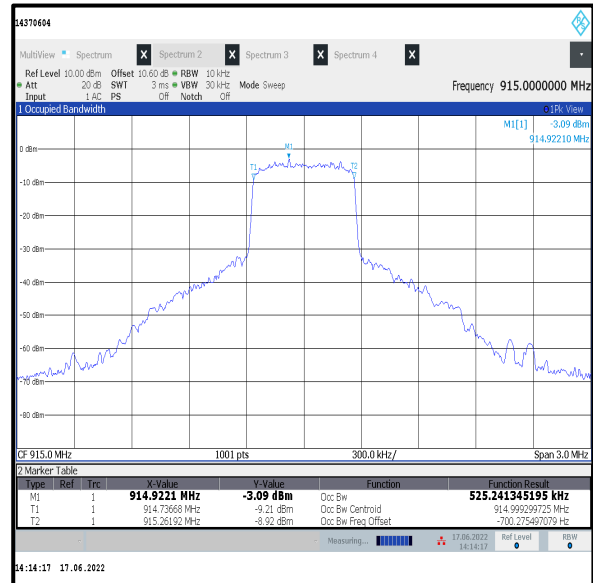 14370604
R S
MultiView Spectrum X Spectrum 2 X Spectrum 3 X Spectrum 4 X
Ref Level 10.00 dBm Offset 10.60 dB RBW 10 kHz
Att 20 dB SWT 3 ms VBW 30 kHz Mode Sweep Frequency 915.0000000 MHz
Input 1 AC PS Off Notch Off
1 Occupied Bandwidth 1Pk View
M1[1] -3.09 dBm
914.92210 MHz
M1
0 dBm
T1 T2
-10 dBm
-20 dBm
-30 dBm
-40 dBm
-50 dBm
-60 dBm
-70 dBm
-80 dBm
CF 915.0 MHz 1001 pts 300.0 kHz/ Span 3.0 MHz
2 Marker Table
Type Ref Trc X-Value Y-Value Function Function Result
M1 1 914.9221 MHz -3.09 dBm Occ Bw 525.241345195 kHz
T1 1 914.73668 MHz -9.21 dBm Occ Bw Centroid 914.999299725 MHz
T2 1 915.26192 MHz -8.92 dBm Occ Bw Freq Offset -700.275497079 Hz
Measuring... 17.06.2022 Ref Level RBW
14:14:17
14:14:17 17.06.2022